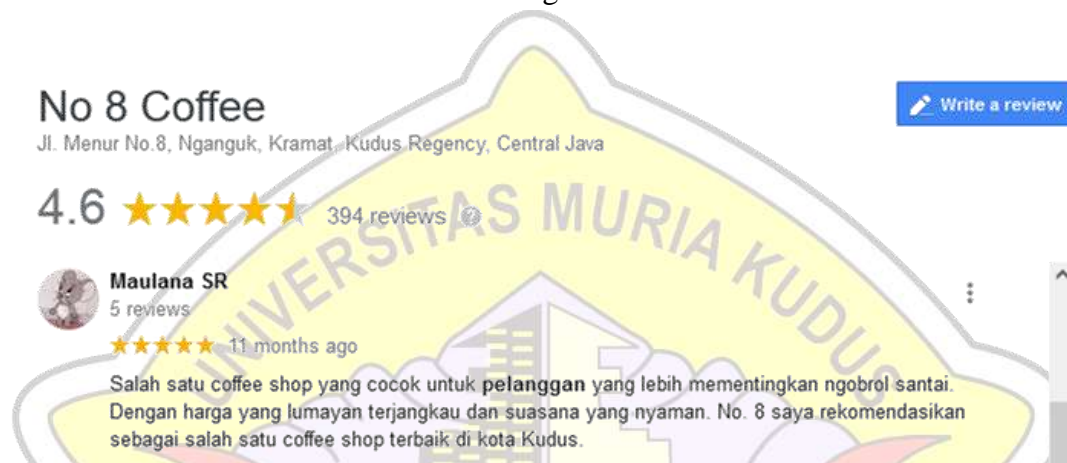 No 8 Coffee
Write a review
Jl. Menur No.8, Nganguk, Kramat, Kudus Regency, Central Java
4.6 394 reviews
UNIVERSITAS MURIA KUDUS
Maulana SR
5 reviews
11 months ago
Salah satu coffee shop yang cocok untuk pelanggan yang lebih mementingkan ngobrol santai.
Dengan harga yang lumayan terjangkau dan suasana yang nyaman. No. 8 saya rekomendasikan
sebagai salah satu coffee shop terbaik di kota Kudus.